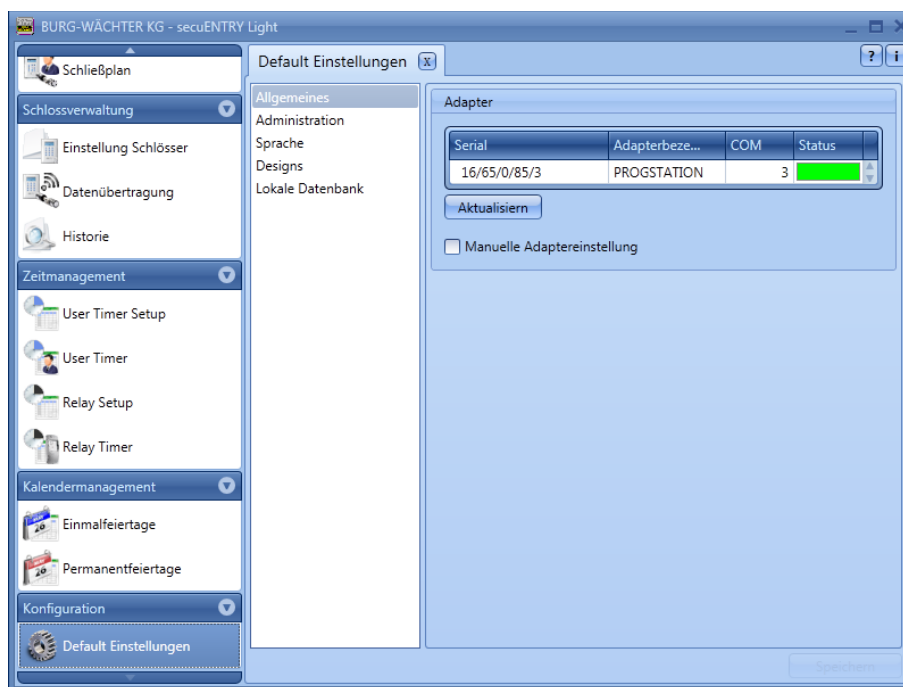 BURG-WÄCHTER KG - secuENTRY Light
Schließplan
Schlossverwaltung
Einstellung Schlösser
Datenübertragung
Historie
Zeitmanagement
User Timer Setup
User Timer
Relay Setup
Relay Timer
Kalendermanagement
Einmalfeiertage
Permanentfeiertage
Konfiguration
Default Einstellungen
Default Einstellungen X
? i
Allgemeines
Administration
Sprache
Designs
Lokale Datenbank
Adapter
Serial Adapterbeze... COM Status
16/65/0/85/3 PROGSTATION 3
Aktualisiern
Manuelle Adaptereinstellung
Speichern